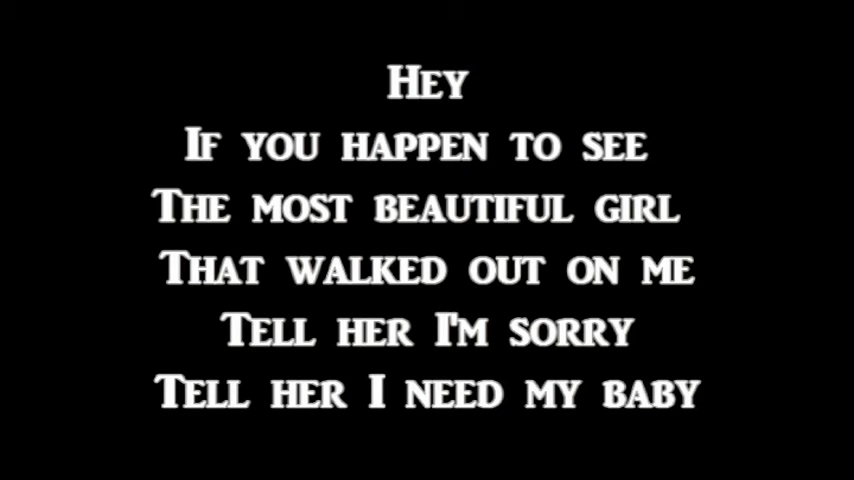 Hey
If you happen to see
The most beautiful girl
That walked out on me
Tell her I'm sorry
Tell her I need my baby